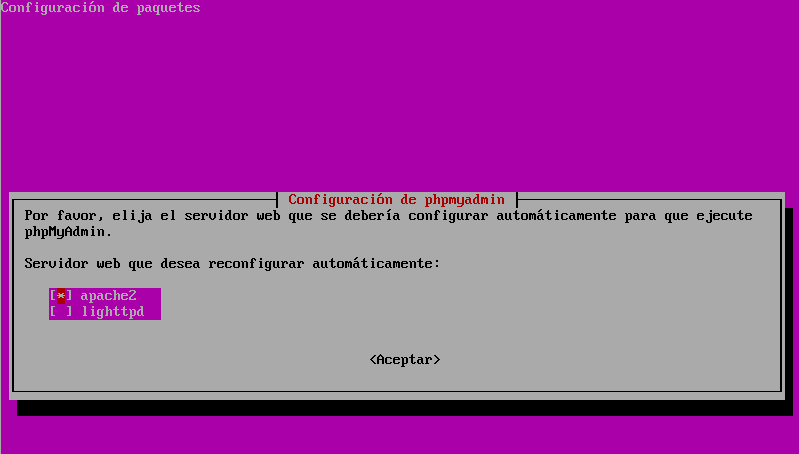 Configuración de paquetes
Configuración de phpmyadmin
Por favor, elija el servidor web que se debería configurar automáticamente para que ejecute
phpMyAdmin.
Servidor web que desea reconfigurar automáticamente:
[*] apache2
[ ] lighttpd
<Aceptar>